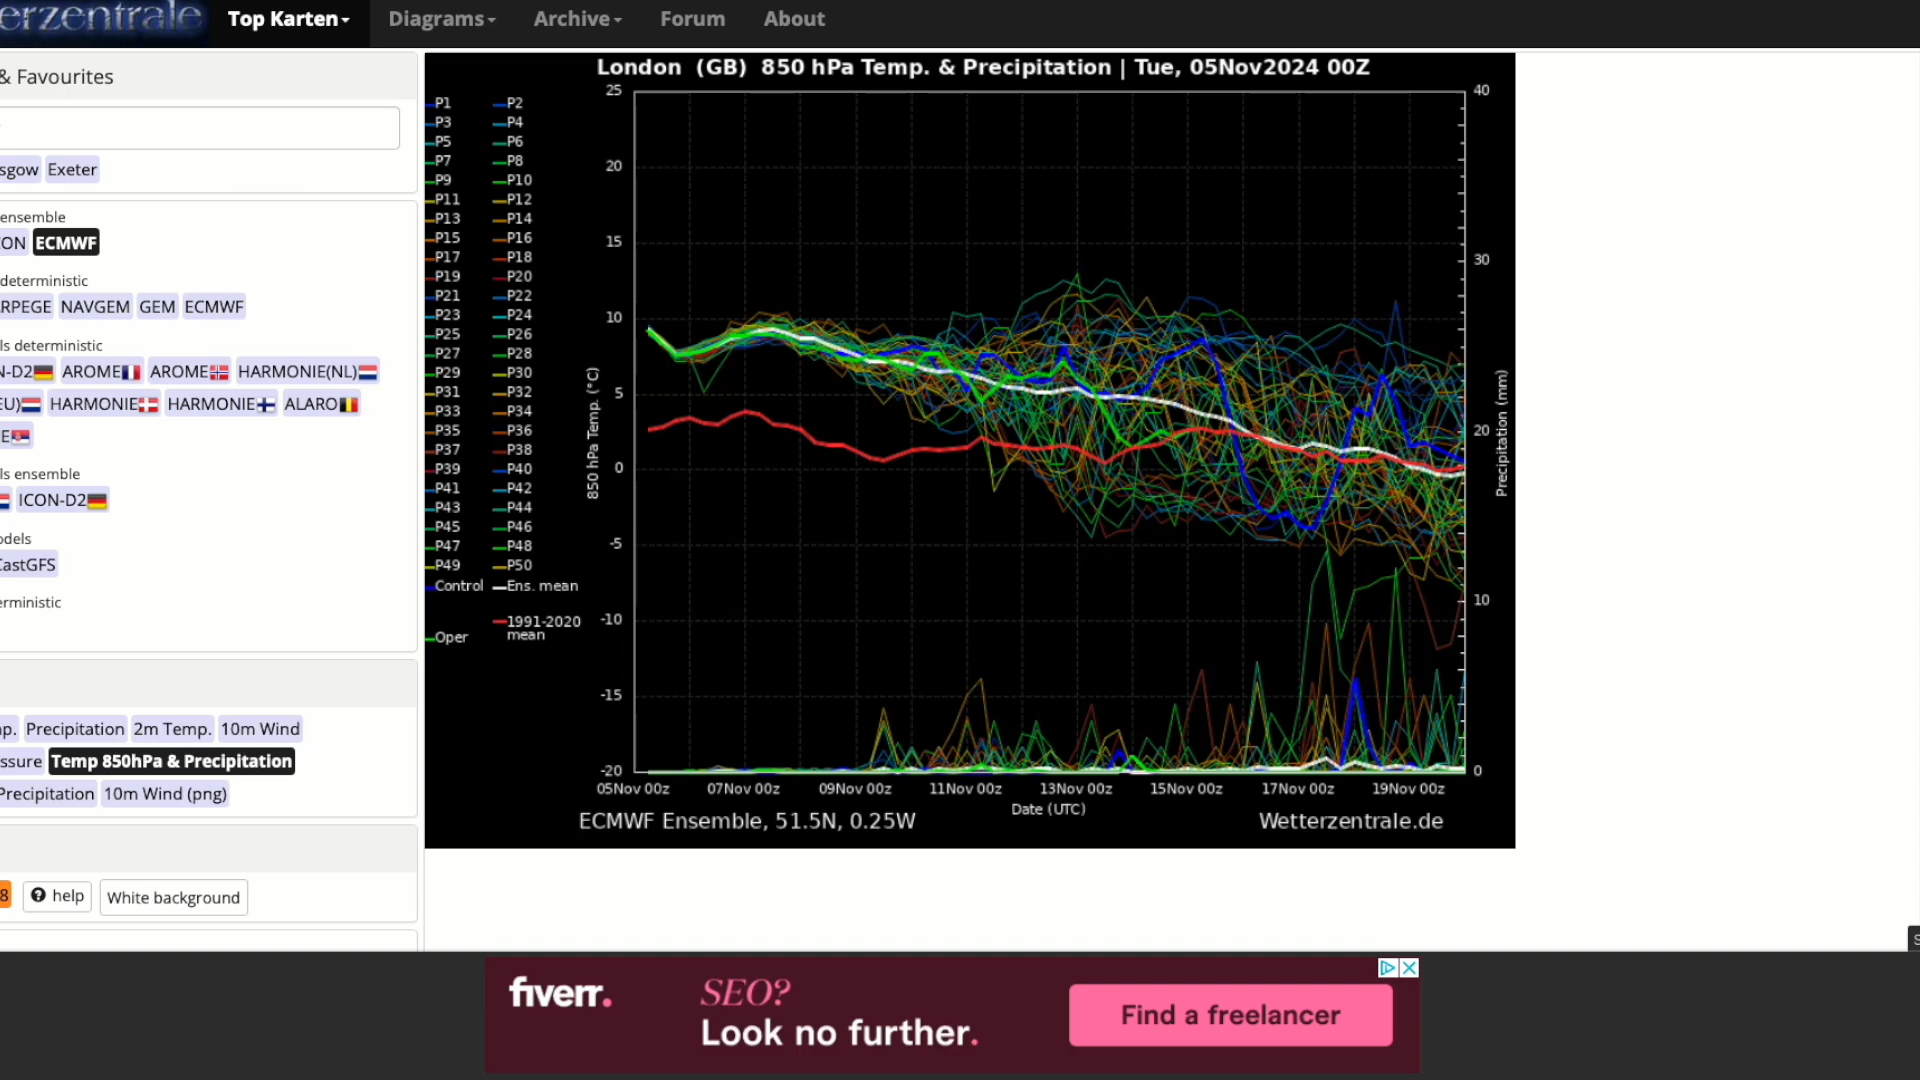 erzentrale Top Karten Diagrams Archive Forum About
& Favourites
sgow Exeter
ensemble
ON ECMWF
deterministic
RPEGE NAVGEM GEM ECMWF
ls deterministic
N-D2 AROME AROME HARMONIE(NL)
EU) HARMONIE HARMONIE ALARO
E
ls ensemble
ICON-D2
odels
CastGFS
erministic
p. Precipitation 2m Temp. 10m Wind
ssure Temp 850hPa & Precipitation
Precipitation 10m Wind (png)
8 help White background
London (GB) 850 hPa Temp. & Precipitation | Tue, 05Nov2024 00Z
P1 P2
P3 P4
P5 P6
P7 P8
P9 P10
P11 P12
P13 P14
P15 P16
P17 P18
P19 P20
P21 P22
P23 P24
P25 P26
P27 P28
P29 P30
P31 P32
P33 P34
P35 P36
P37 P38
P39 P40
P41 P42
P43 P44
P45 P46
P47 P48
P49 P50
Control Ens. mean
1991-2020
mean
Oper
850 hPa Temp. (°C)
25
20
15
10
5
0
-5
-10
-15
-20
40
30
20
10
0
Precipitation (mm)
05Nov 00z 07Nov 00z 09Nov 00z 11Nov 00z 13Nov 00z 15Nov 00z 17Nov 00z 19Nov 00z
Date (UTC)
ECMWF Ensemble, 51.5N, 0.25W Wetterzentrale.de
S
fiverr.
SEO?
Look no further.
Find a freelancer